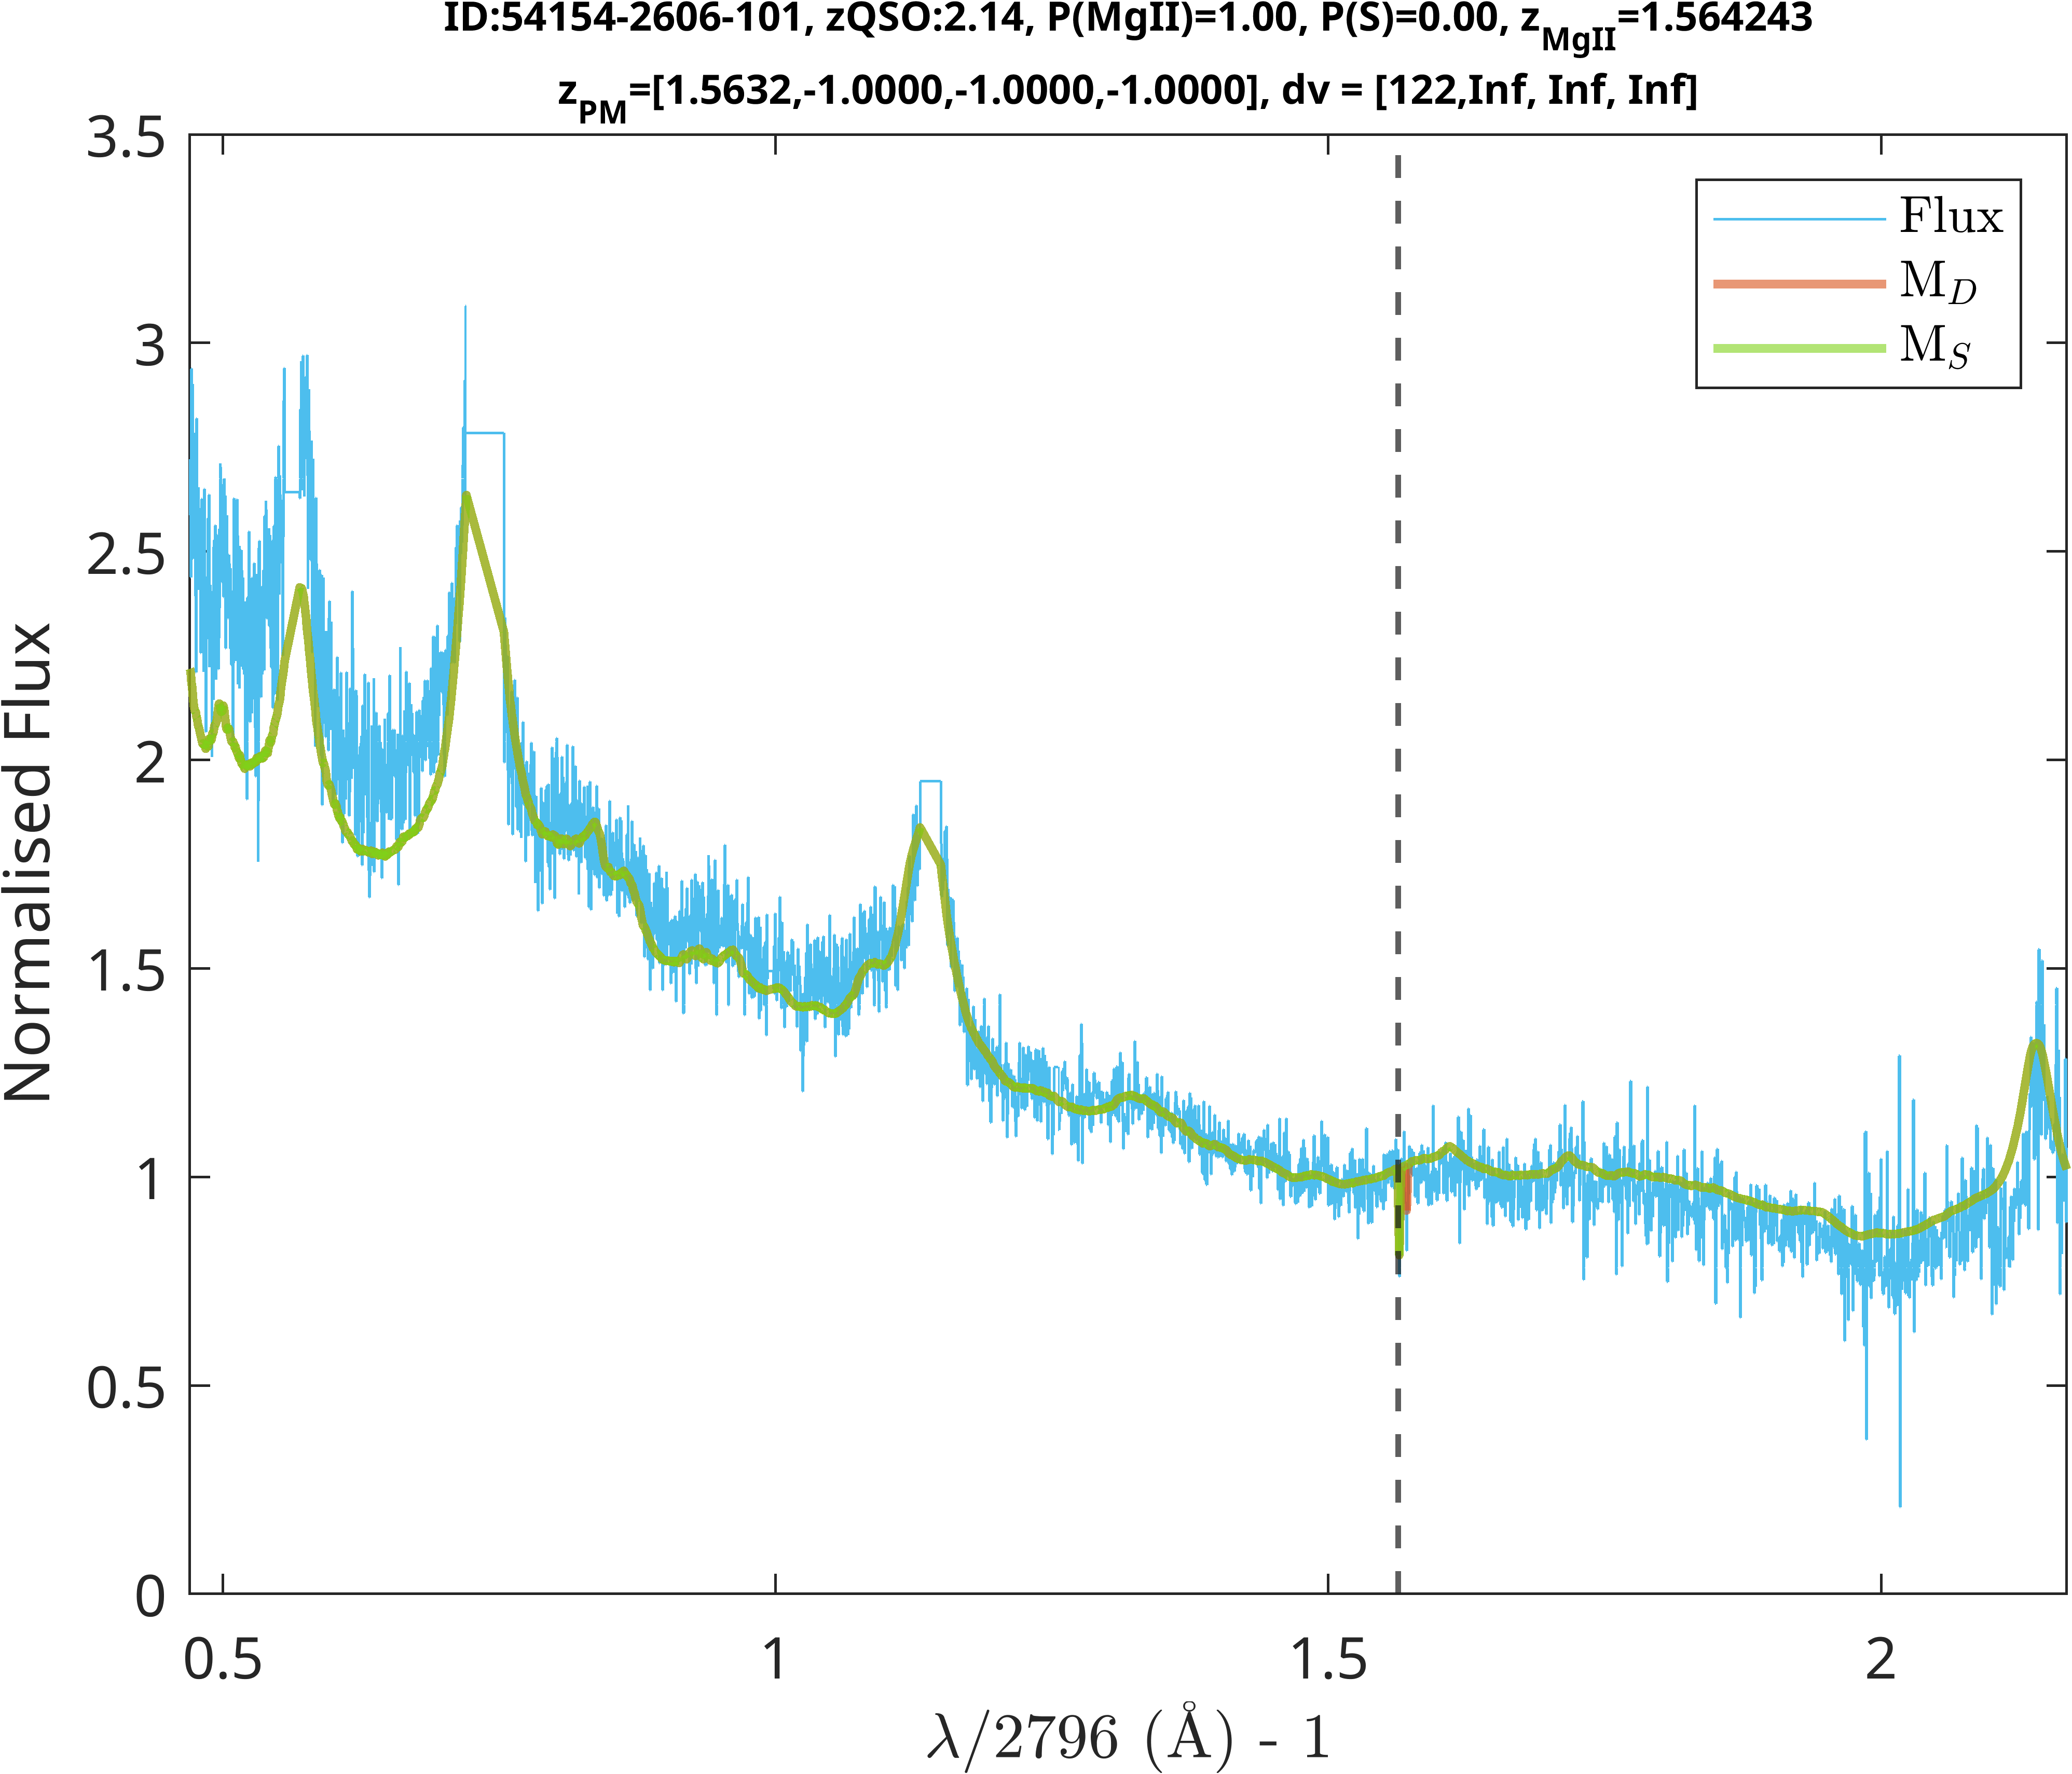 ID:54154-2606-101, zQSO:2.14, P(MgII)=1.00, P(S)=0.00, zMgII=1.564243
zPM=[1.5632,-1.0000,-1.0000,-1.0000], dv = [122,Inf, Inf, Inf]
3.5
3
2.5
2
1.5
1
0.5
0
Normalised Flux
Flux
MD
MS
0.5
1
1.5
2
λ/2796 (Å) - 1